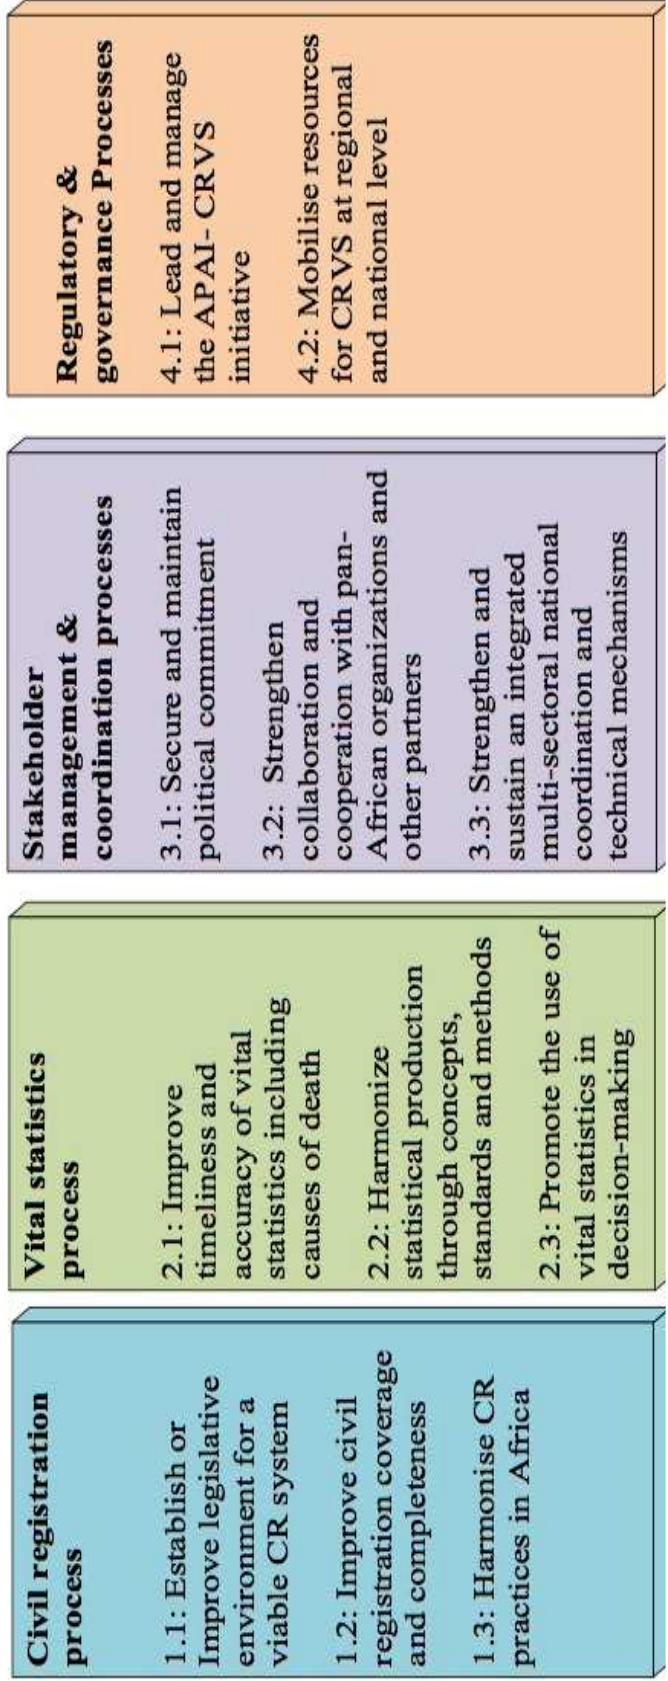 Civil registration
process
1.1: Establish or
Improve legislative
environment for a
viable CR system
1.2: Improve civil
registration coverage
and completeness
1.3: Harmonise CR
practices in Africa
Vital statistics
process
2.1: Improve
timeliness and
accuracy of vital
statistics including
causes of death
2.2: Harmonize
statistical production
through concepts,
standards and methods
2.3: Promote the use of
vital statistics in
decision-making
Stakeholder
management &
coordination processes
3.1: Secure and maintain
political commitment
3.2: Strengthen
collaboration and
cooperation with pan-
African organizations and
other partners
3.3: Strengthen and
sustain an integrated
multi-sectoral national
coordination and
technical mechanisms
Regulatory &
governance Processes
4.1: Lead and manage
the APAI- CRVS
initiative
4.2: Mobilise resources
for CRVS at regional
and national level